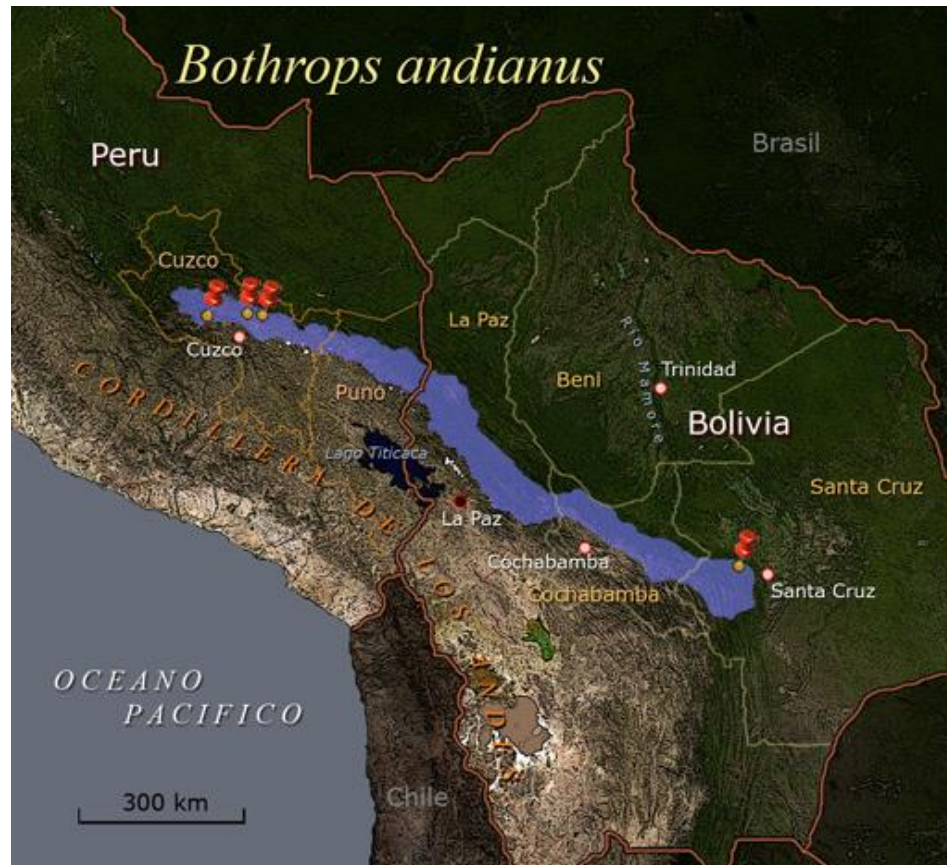 Bothrops andianus
Brasil
Peru
Cuzco
La Paz
Cuzco
Beni
Rio Mamore
Trinidad
Puno
Bolivia
CORDILLERA DE LOS ANDES
Lago Titicaca
Santa Cruz
La Paz
Cochabamba
Santa Cruz
Cochabamba
OCEANO
PACIFICO
Chile
300 km